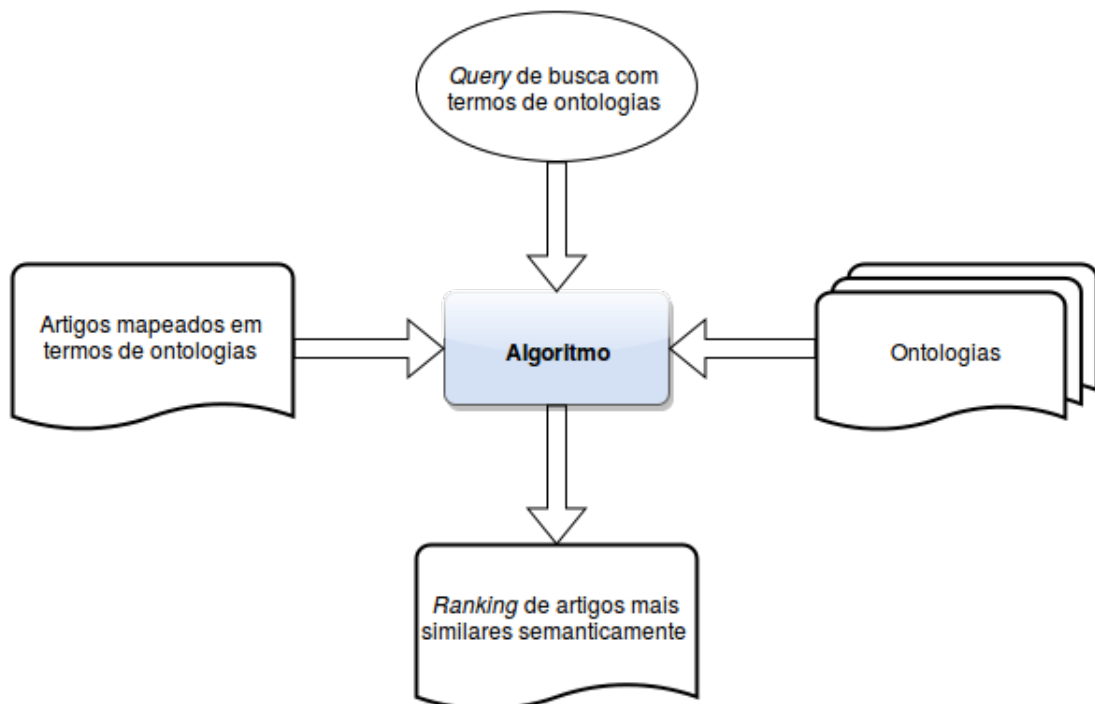 Query de busca com
termos de ontologias
Artigos mapeados em
termos de ontologias
Algoritmo
Ontologias
Ranking de artigos mais
similares semanticamente